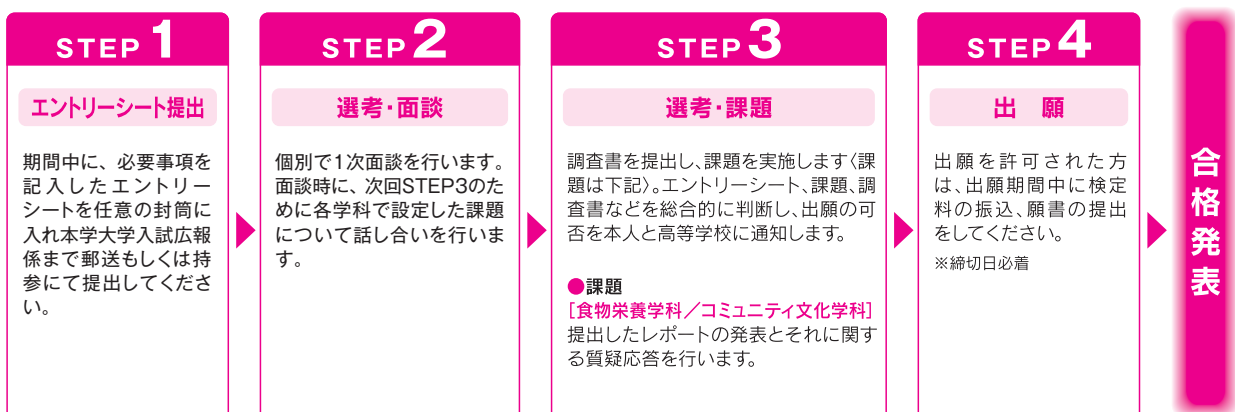 STEP 1
エントリーシート提出
期間中に、必要事項を
記入したエントリー
シートを任意の封筒に
入れ本学大学入試広報
係まで郵送もしくは持
参にて提出してくださ
い。
STEP 2
選考・面談
個別で1次面談を行います。
面談時に、次回STEP3のた
めに各学科で設定した課題
について話し合いを行いま
す。
STEP 3
選考・課題
調査書を提出し、課題を実施します〈課
題は下記〉。エントリーシート、課題、調
査書などを総合的に判断し、出願の可
否を本人と高等学校に通知します。
●課題
[食物栄養学科／コミュニティ文化学科]
提出したレポートの発表とそれに関す
る質疑応答を行います。
STEP 4
出 願
出願を許可された方
は、出願期間中に検定
料の振込、願書の提出
をしてください。
※締切日必着
合格発表